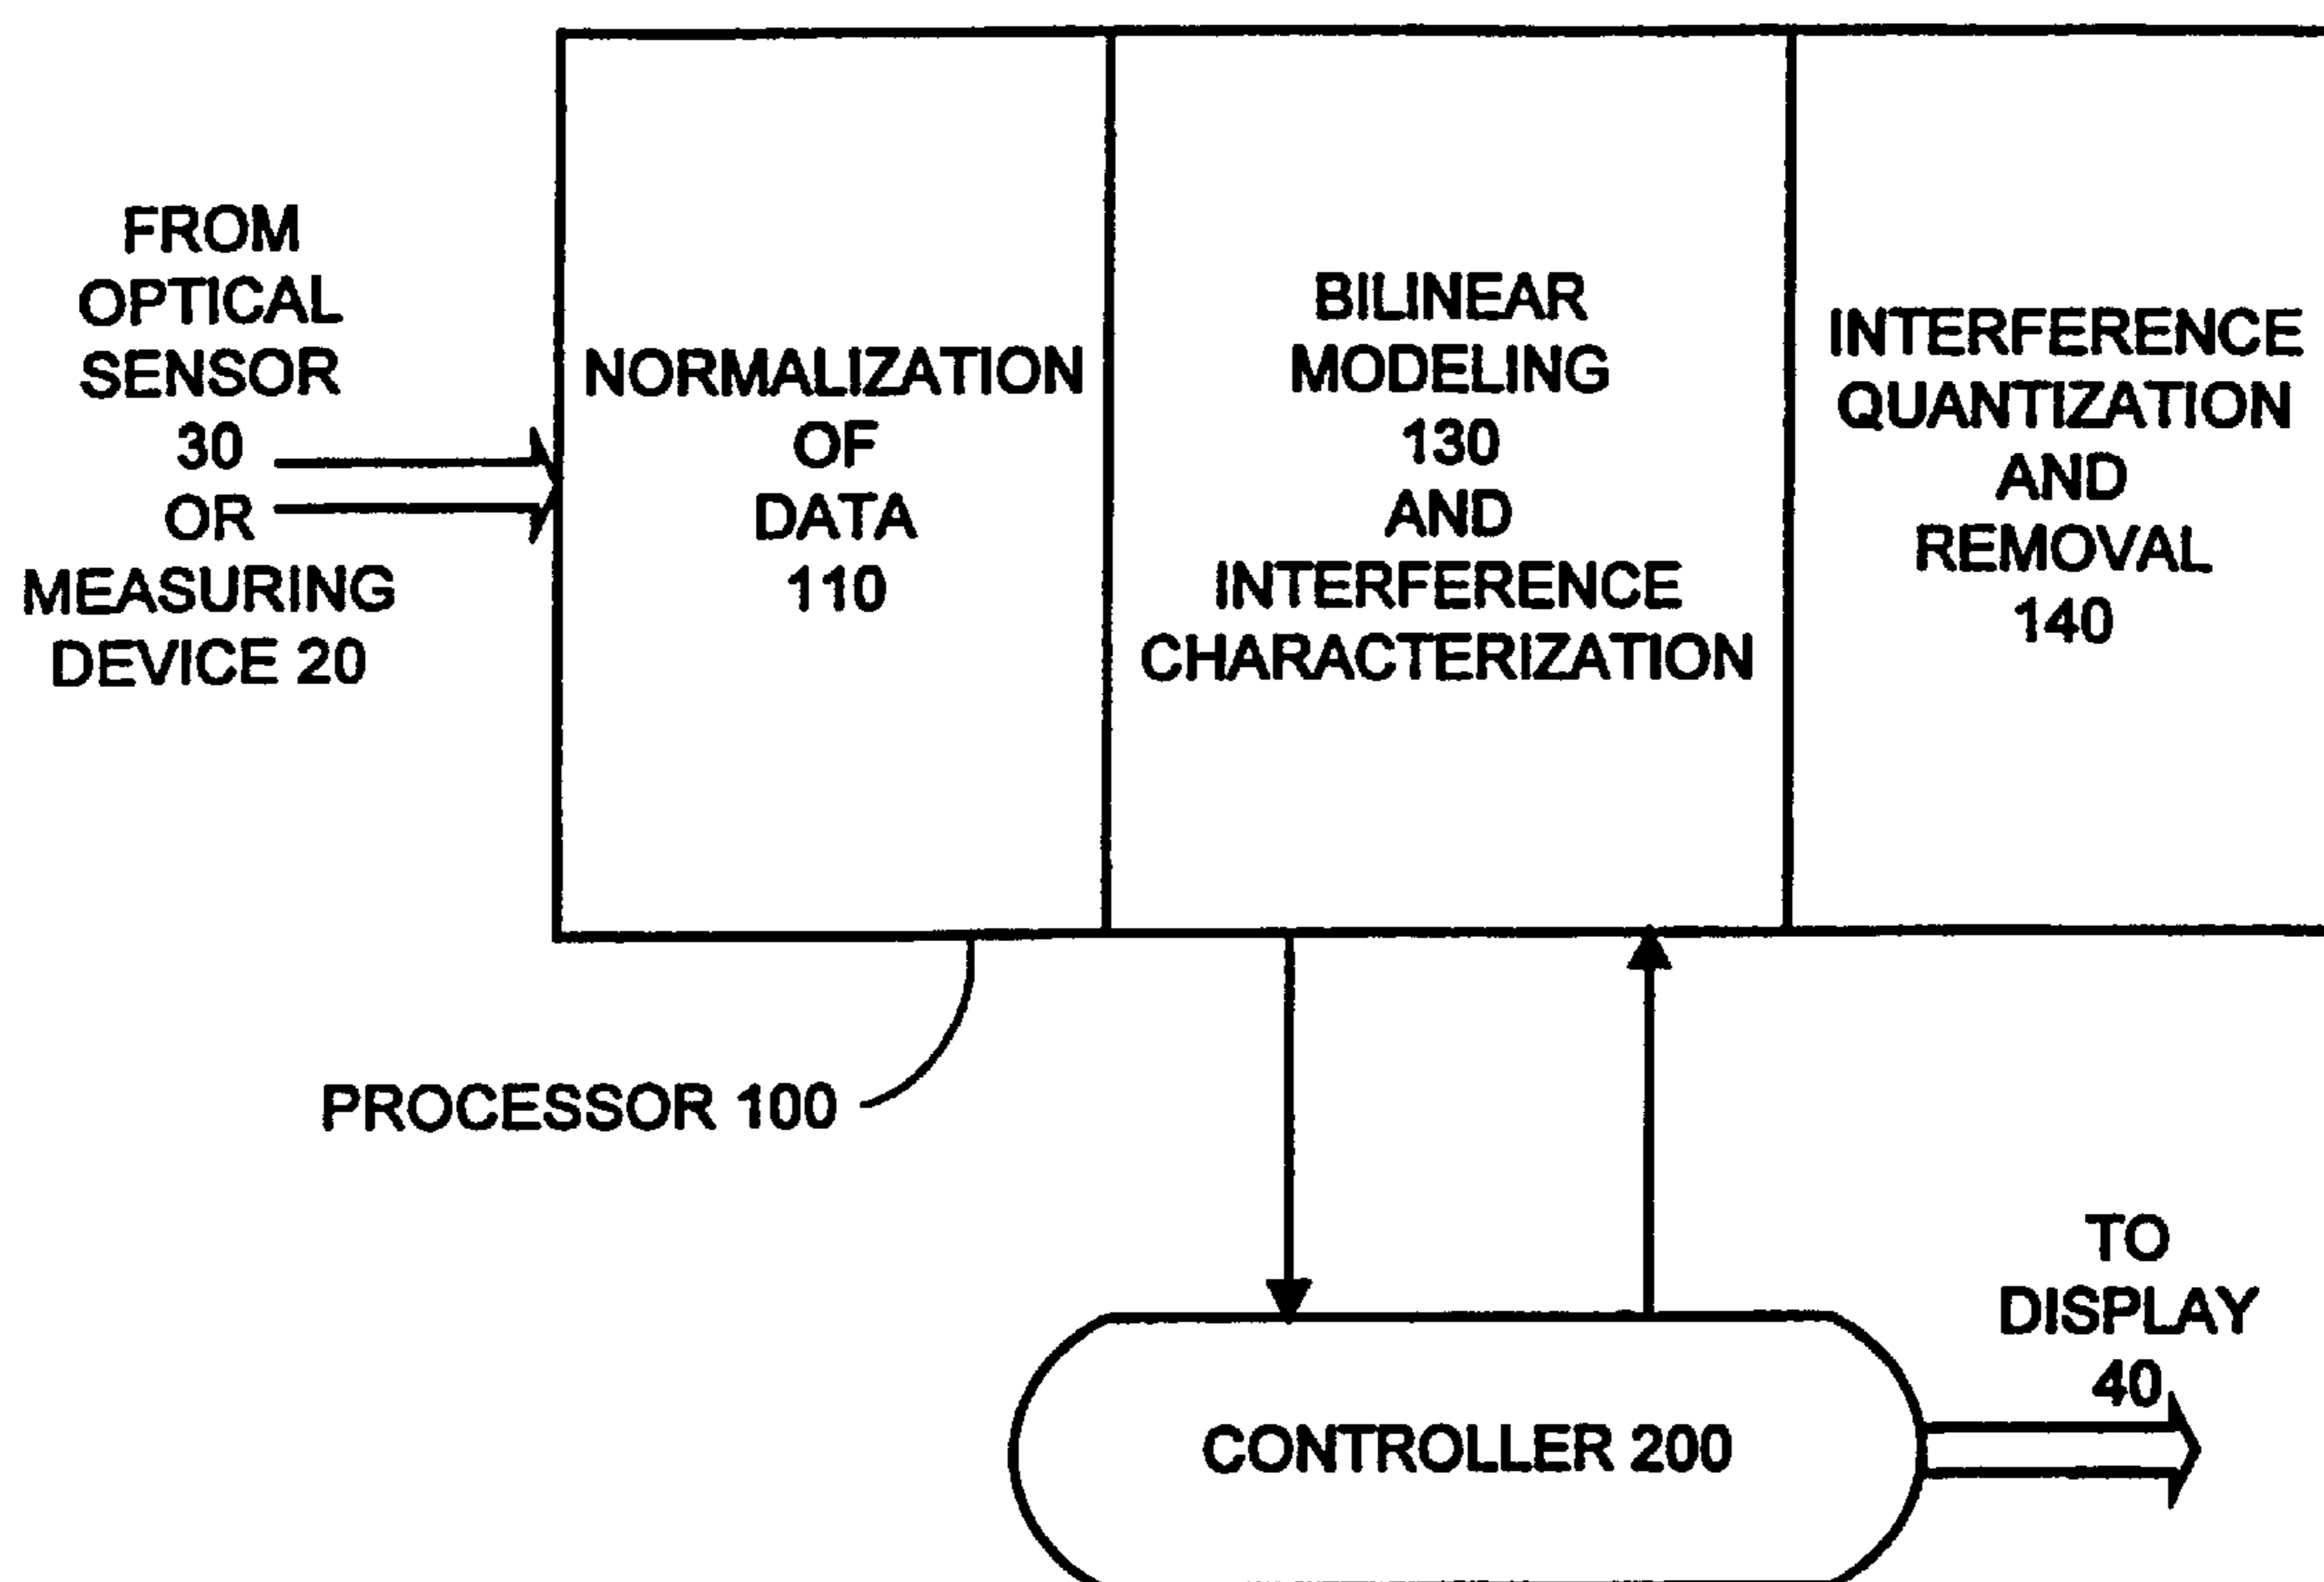 FROM
OPTICAL
SENSOR
30
OR
MEASURING
DEVICE 20
NORMALIZATION
OF
DATA
110
BILINEAR
MODELING
130
AND
INTERFERENCE
CHARACTERIZATION
INTERFERENCE
QUANTIZATION
AND
REMOVAL
140
PROCESSOR 100
CONTROLLER 200
TO
DISPLAY
40